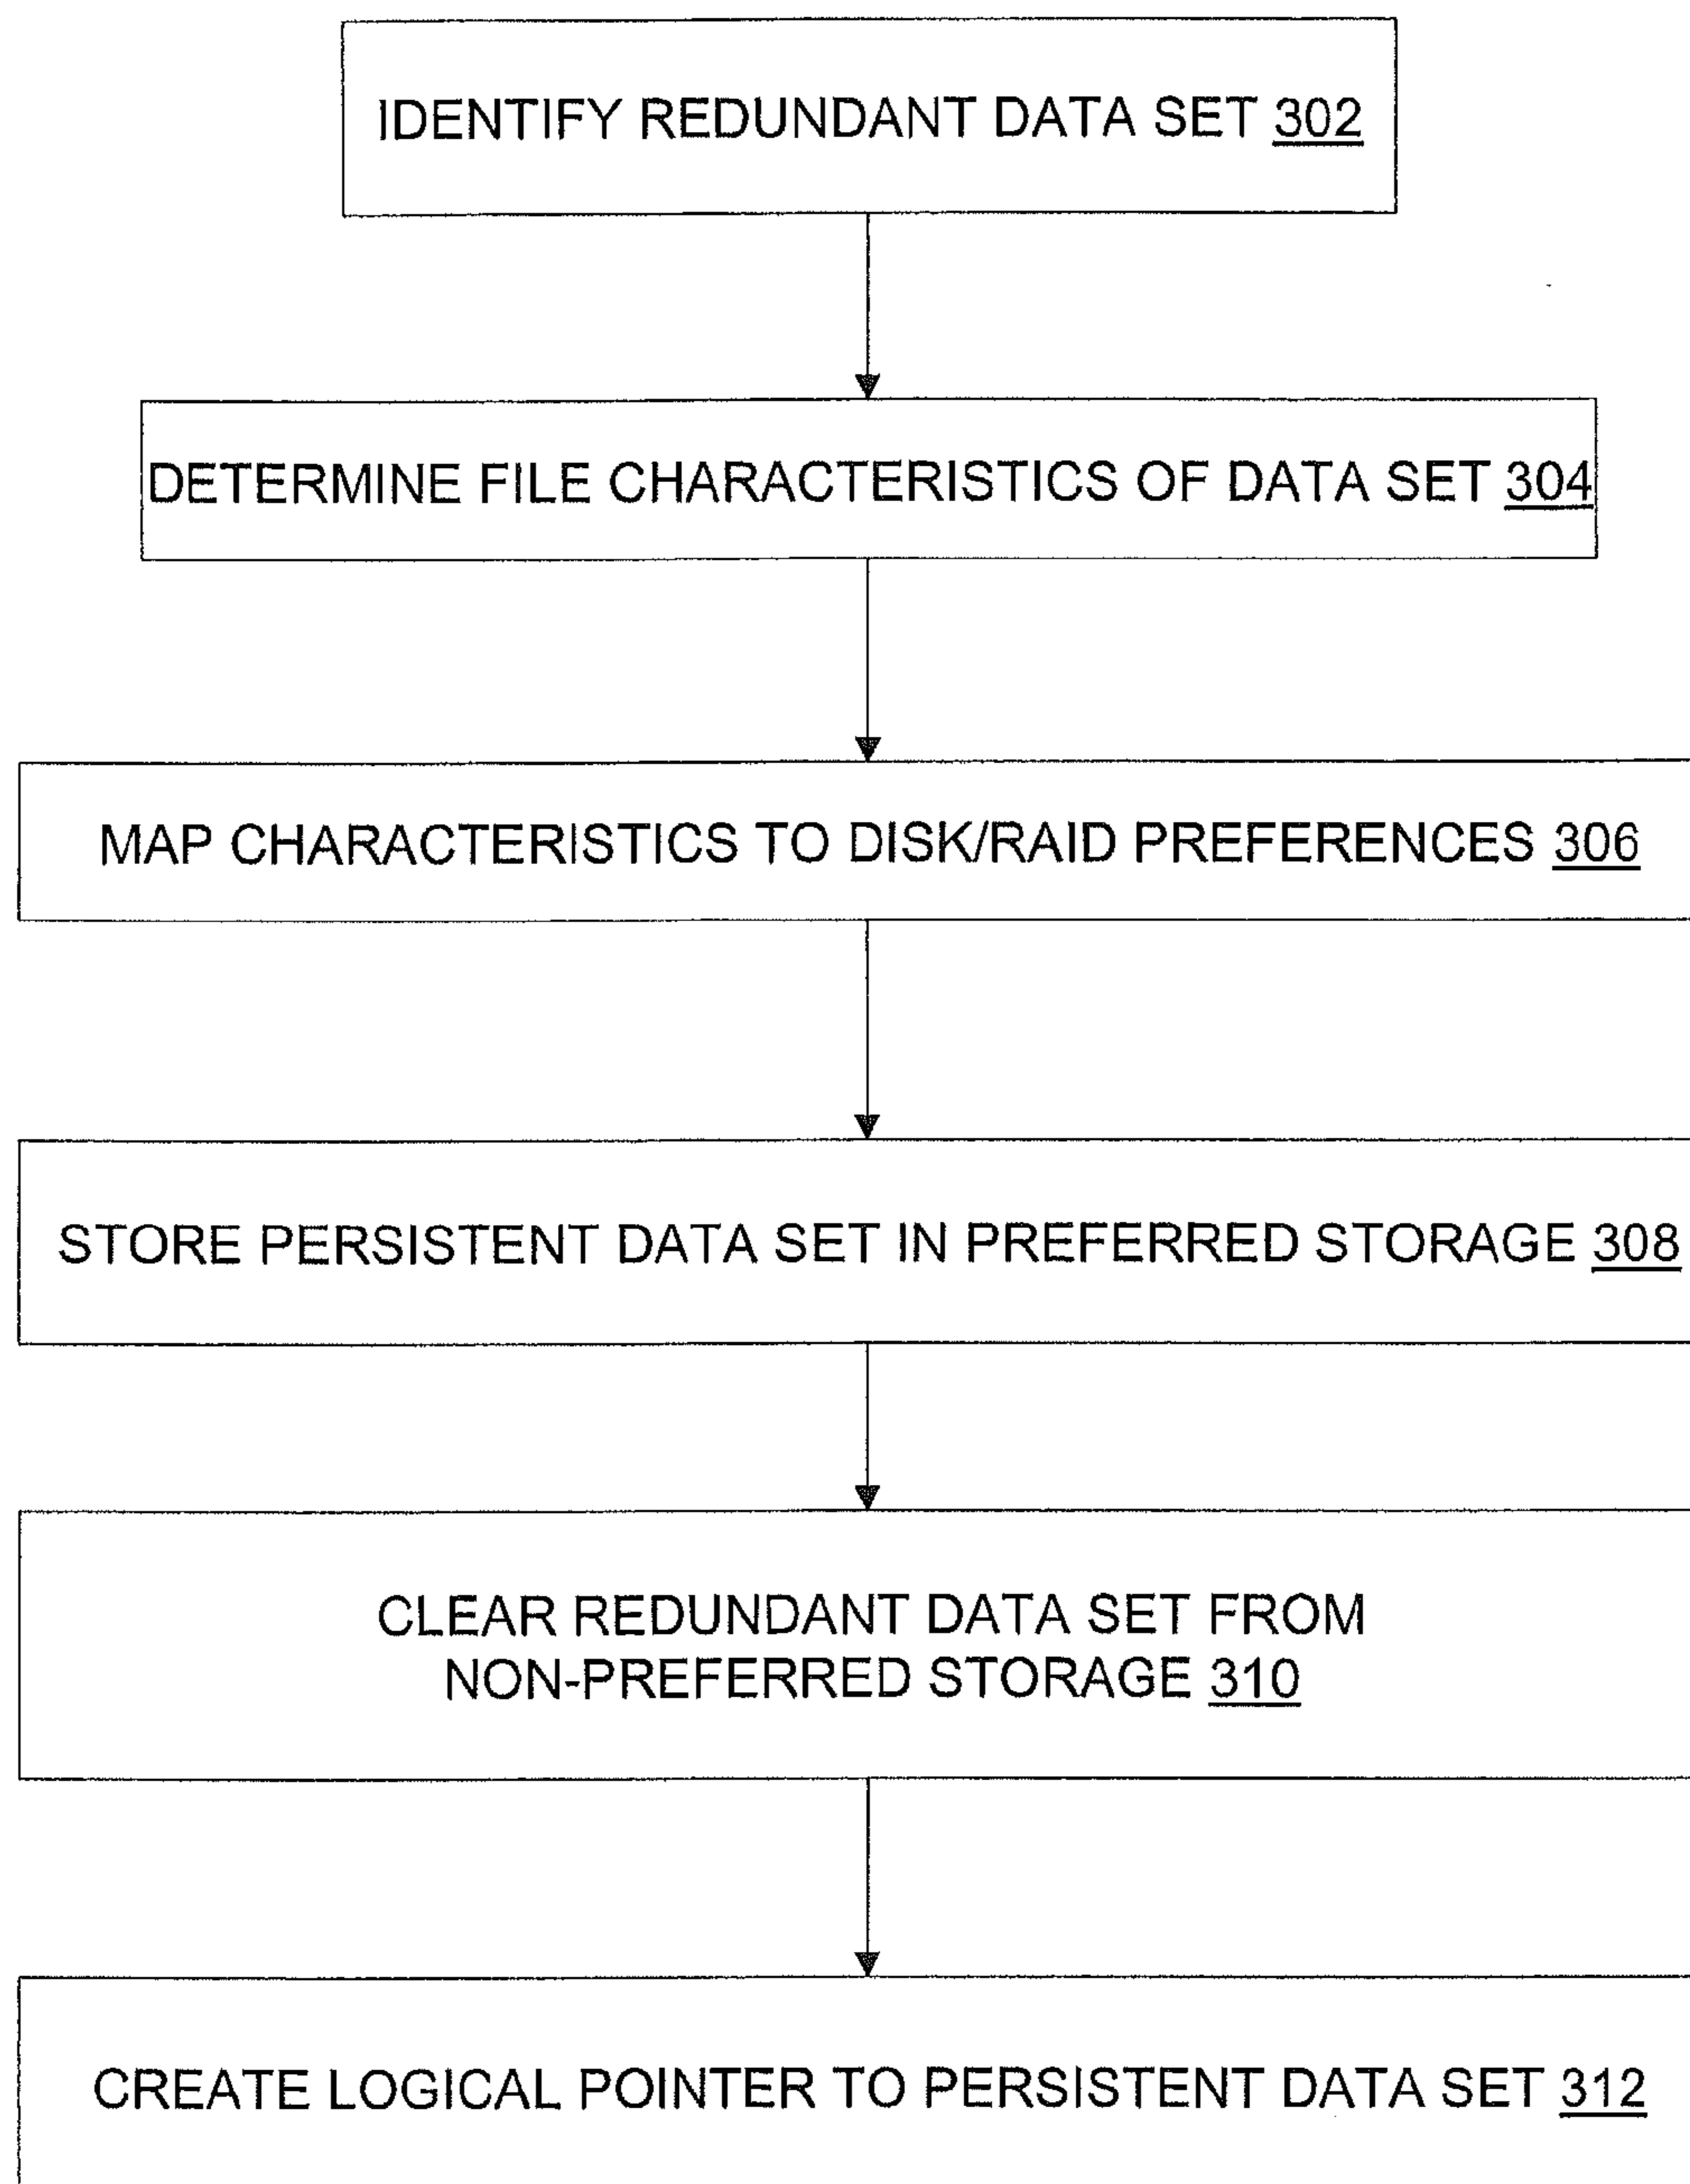 IDENTIFY REDUNDANT DATA SET 302
DETERMINE FILE CHARACTERISTICS OF DATA SET 304
MAP CHARACTERISTICS TO DISK/RAID PREFERENCES 306
STORE PERSISTENT DATA SET IN PREFERRED STORAGE 308
CLEAR REDUNDANT DATA SET FROM
NON-PREFERRED STORAGE 310
CREATE LOGICAL POINTER TO PERSISTENT DATA SET 312